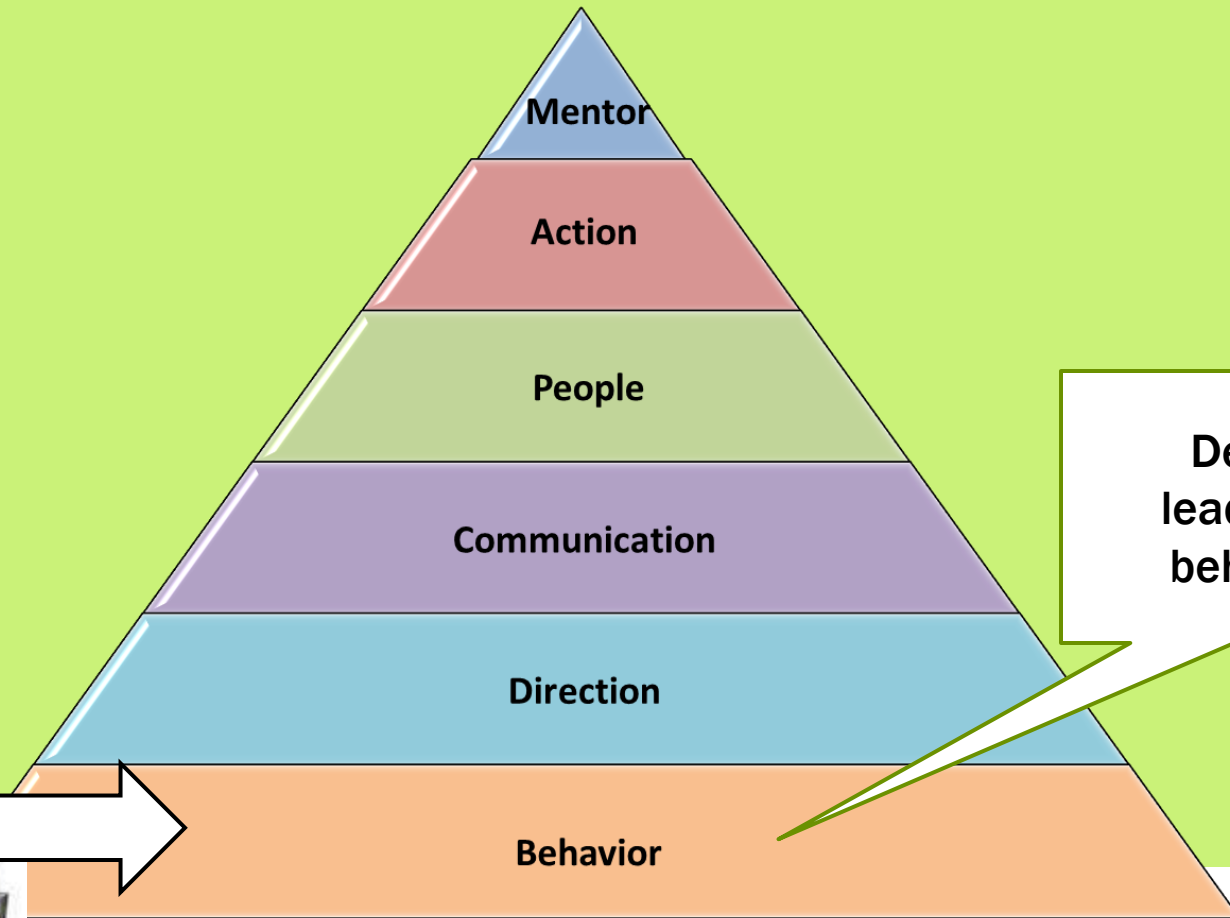 Mentor
Action
People
Communication
Direction
Behavior